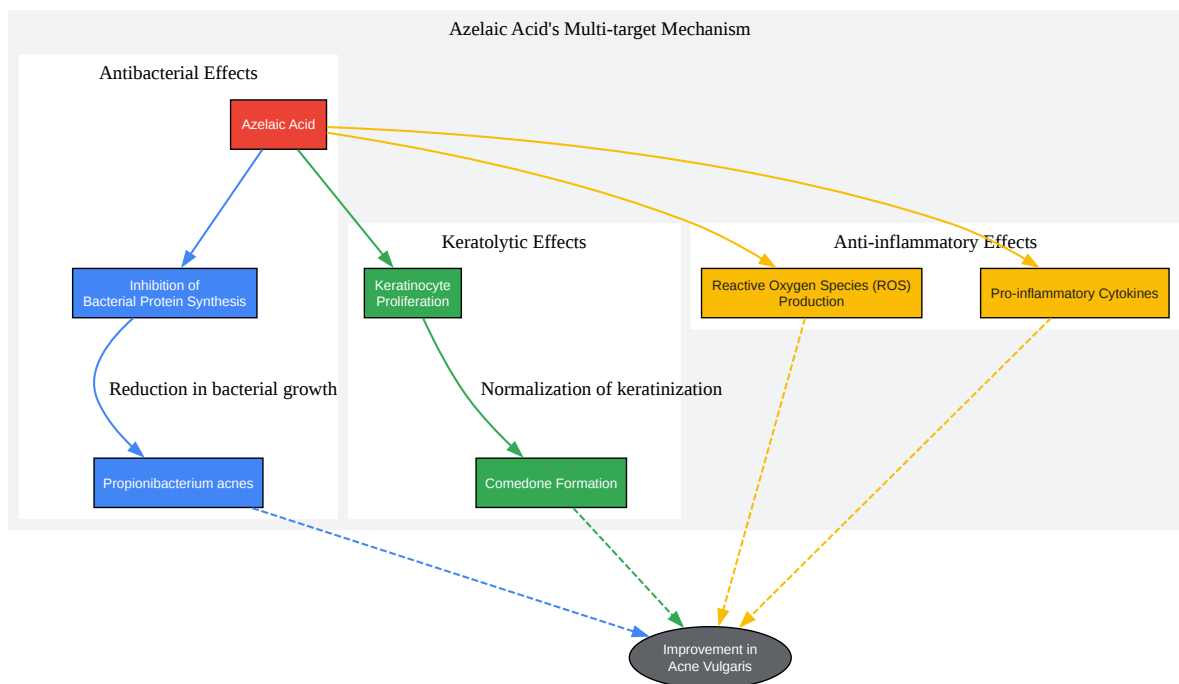 Azelaic Acid's Multi-target Mechanism
Antibacterial Effects
Azelaic Acid
Keratolytic Effects
Anti-inflammatory Effects
Inhibition of
Bacterial Protein Synthesis
Keratinocyte
Proliferation
Reactive Oxygen Species (ROS)
Production
Pro-inflammatory Cytokines
Reduction in bacterial growth
Normalization of keratinization
Propionibacterium acnes
Comedone Formation
Improvement in
Acne Vulgaris